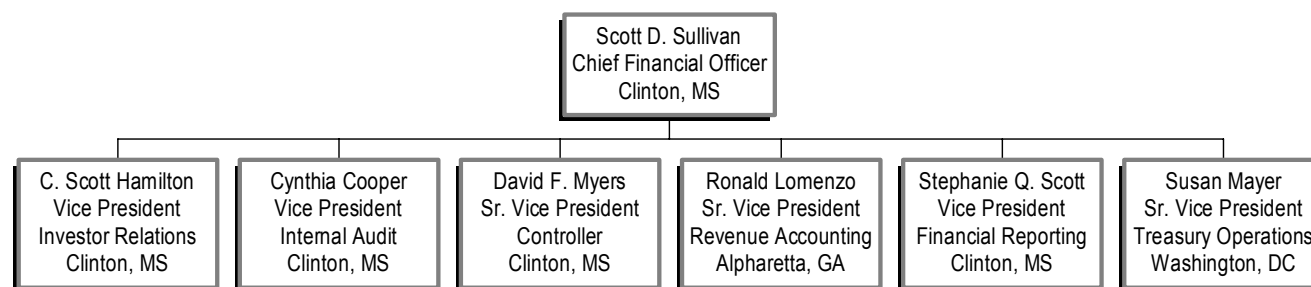 Scott D. Sullivan
Chief Financial Officer
Clinton, MS
C. Scott Hamilton
Vice President
Investor Relations
Clinton, MS
Cynthia Cooper
Vice President
Internal Audit
Clinton, MS
David F. Myers
Sr. Vice President
Controller
Clinton, MS
Ronald Lomenzo
Sr. Vice President
Revenue Accounting
Alpharetta, GA
Stephanie Q. Scott
Vice President
Financial Reporting
Clinton, MS
Susan Mayer
Sr. Vice President
Treasury Operations
Washington, DC